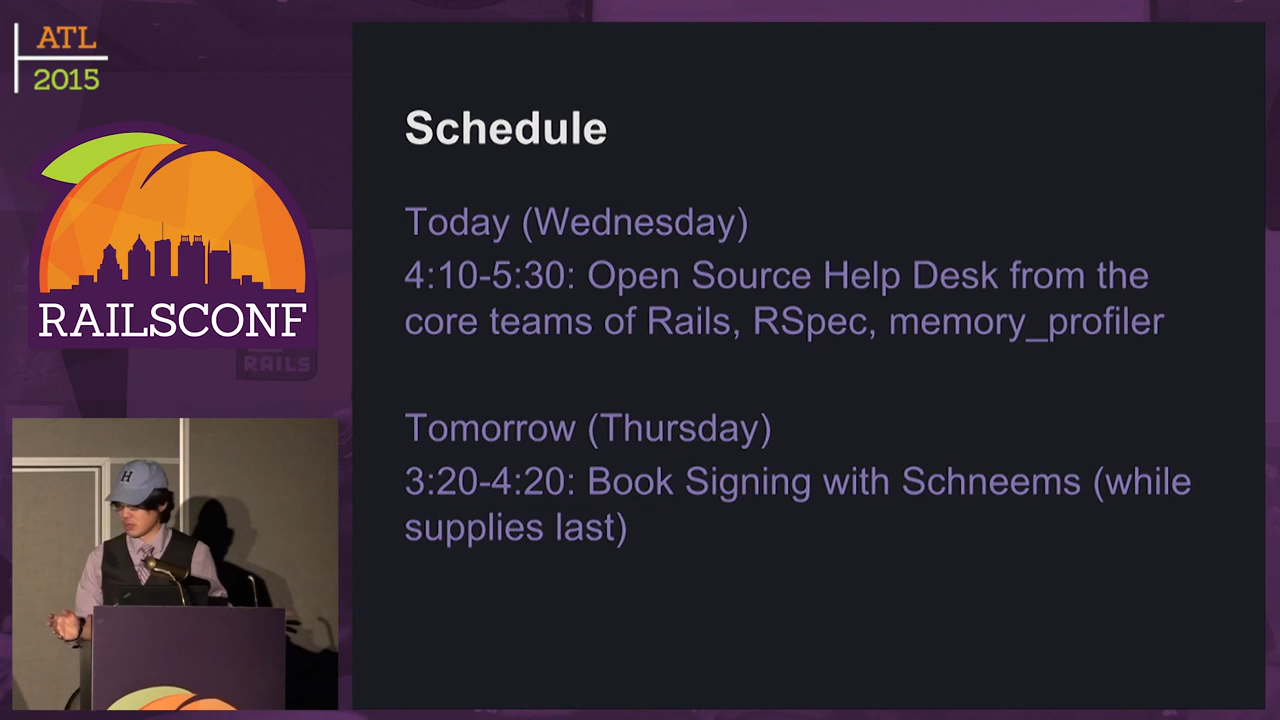 ATL
2015
RAILSCONF
RAILS
H
Schedule
Today (Wednesday)
4:10-5:30: Open Source Help Desk from the
core teams of Rails, RSpec, memory_profiler
Tomorrow (Thursday)
3:20-4:20: Book Signing with Schneems (while
supplies last)